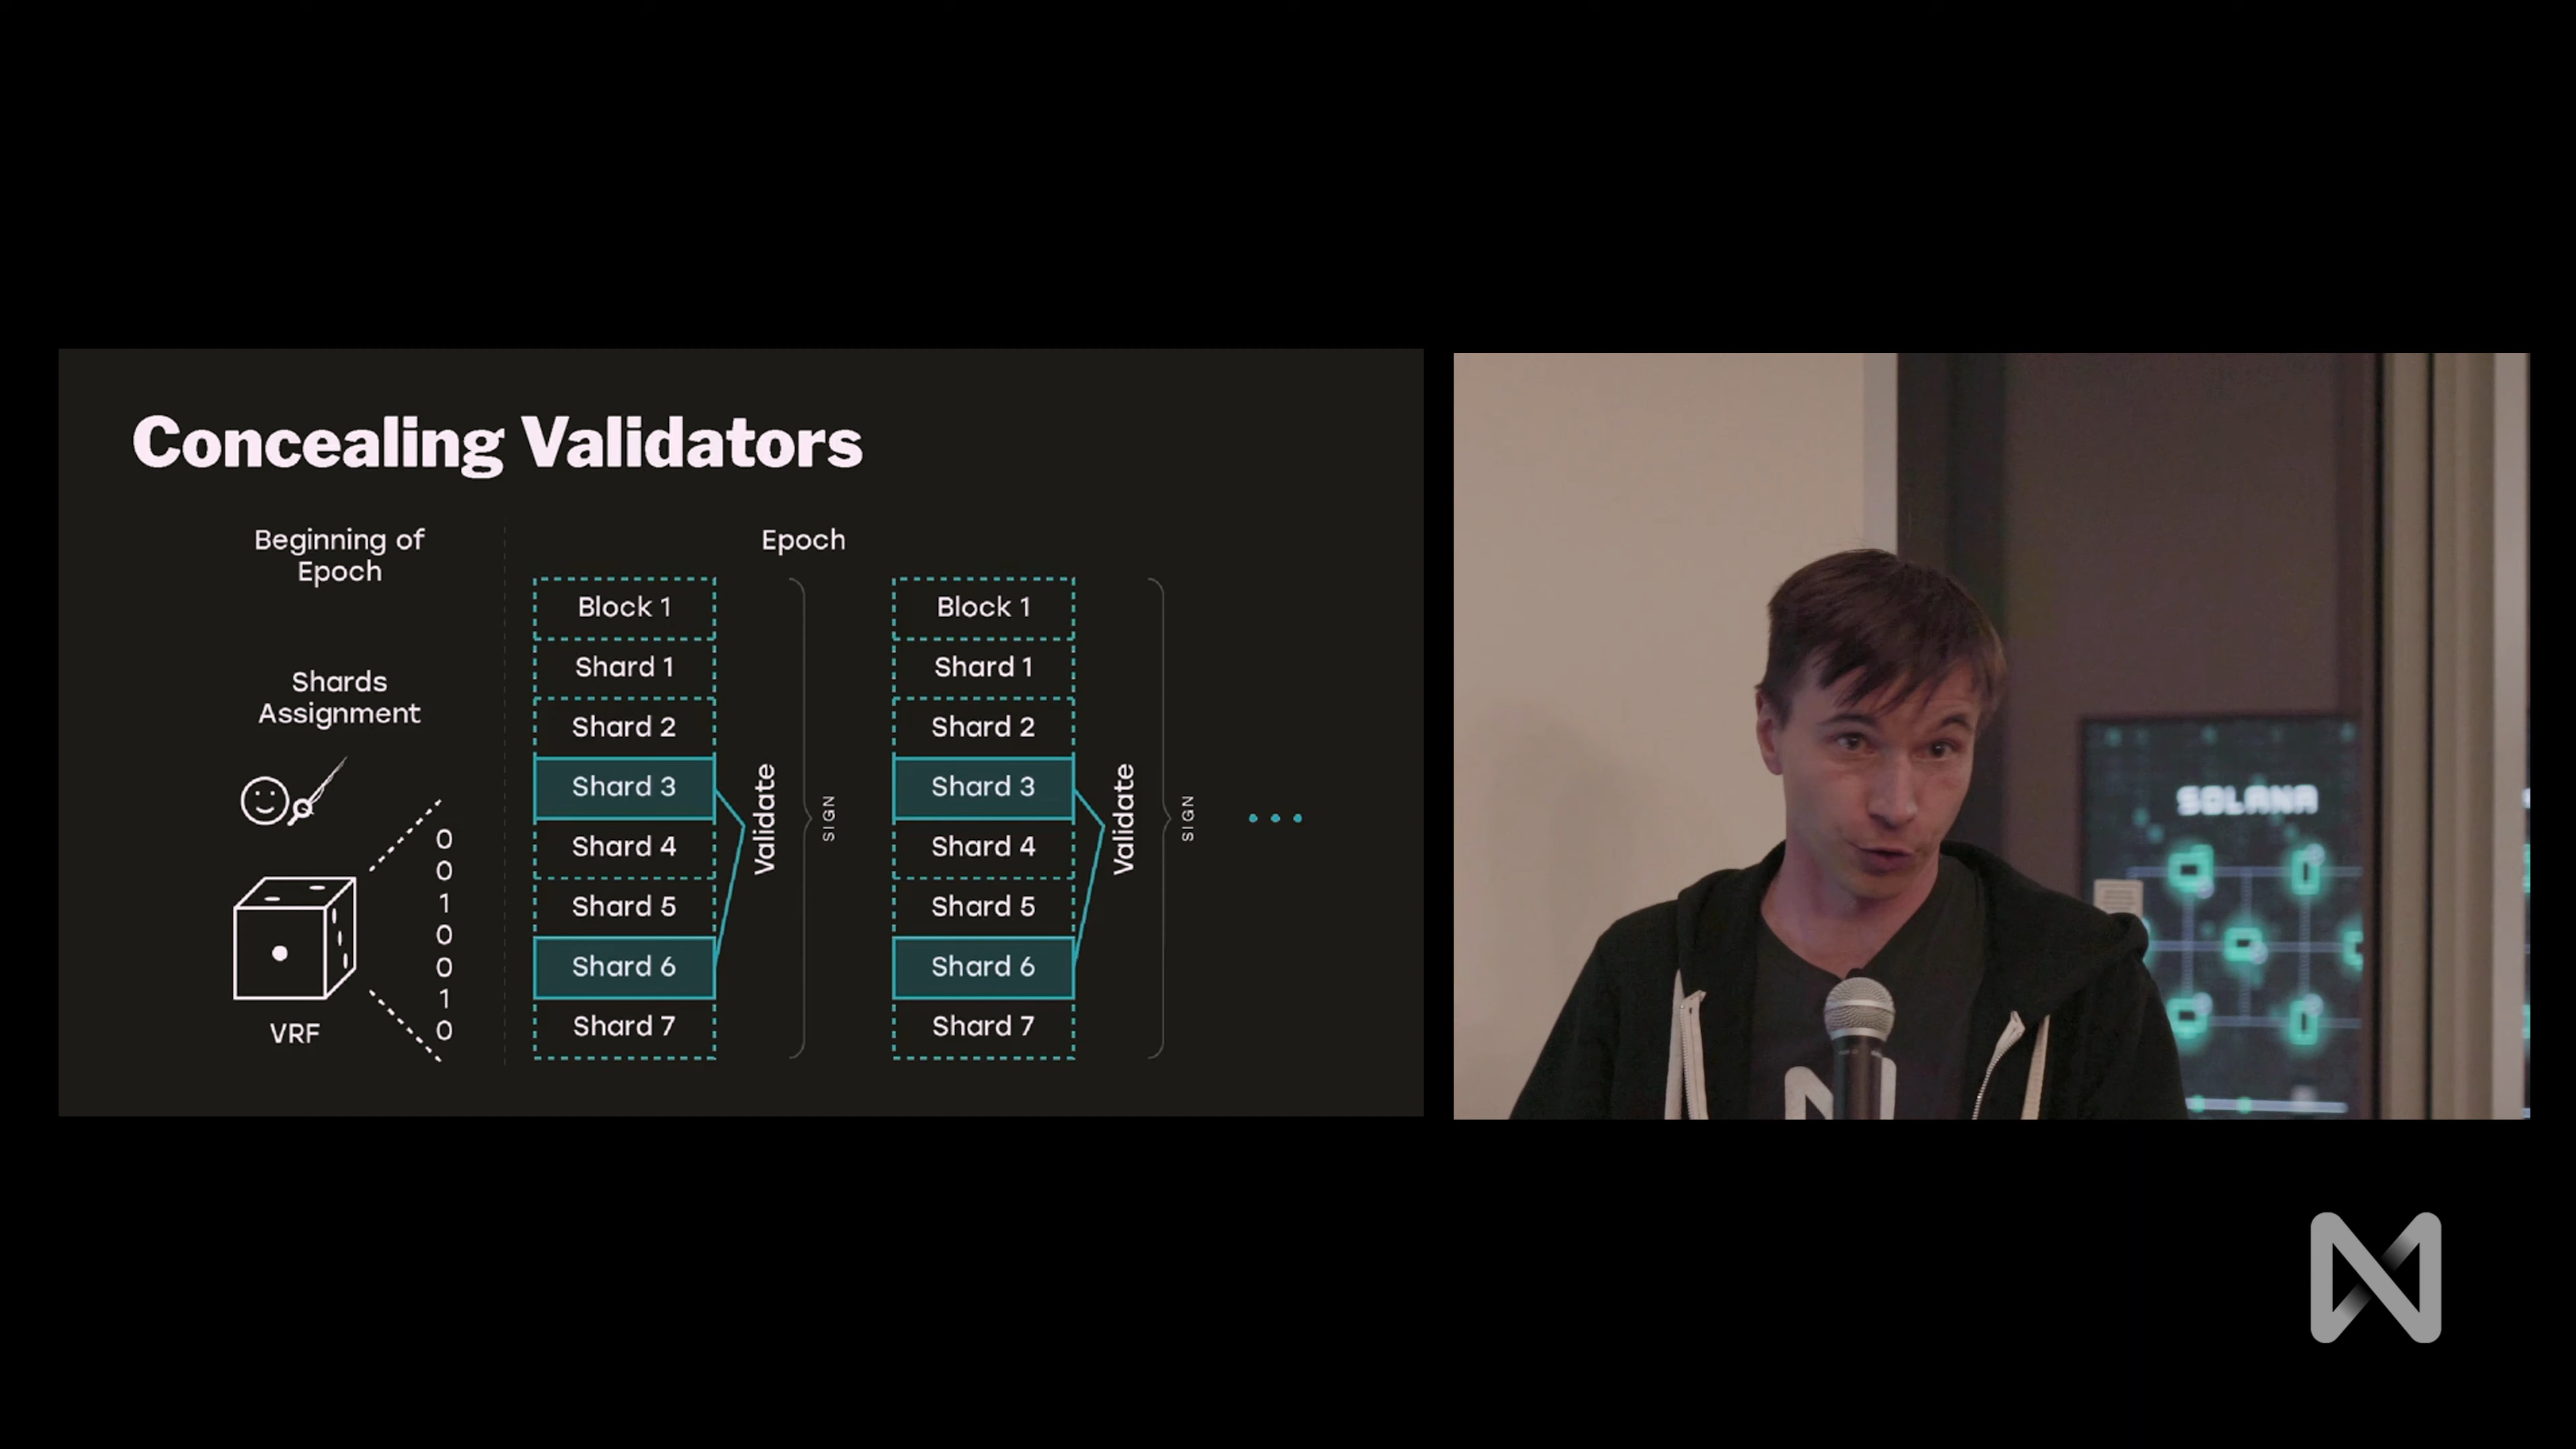 Concealing Validators
Beginning of
Epoch
Shards
Assignment
VRF
0
0
1
0
0
1
0
Epoch
Block 1
Shard 1
Shard 2
Shard 3
Shard 4
Shard 5
Shard 6
Shard 7
Validate
SIGN
Block 1
Shard 1
Shard 2
Shard 3
Shard 4
Shard 5
Shard 6
Shard 7
Validate
SIGN
SOLANA